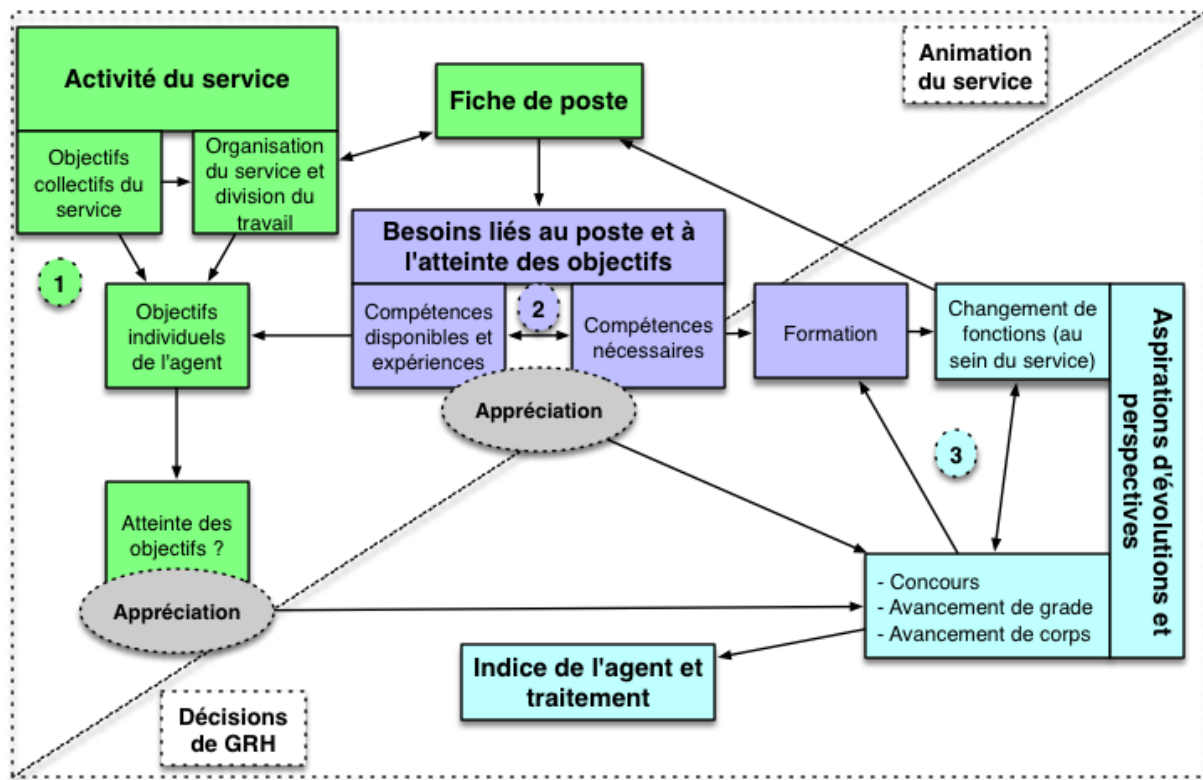 Animation
du service
Activité du service
Fiche de poste
Objectifs
collectifs du
service
Organisation
du service et
division du
travail
Besoins liés au poste et à
l'atteinte des objectifs
1
2
Objectifs
individuels
de l'agent
Compétences
disponibles et
expériences
Compétences
nécessaires
Formation
Changement de
fonctions (au
sein du service)
Aspirations d'évolutions et
perspectives
Appréciation
3
Atteinte des
objectifs ?
Appréciation
- Concours
- Avancement de grade
- Avancement de corps
Indice de l'agent et
traitement
Décisions
de GRH